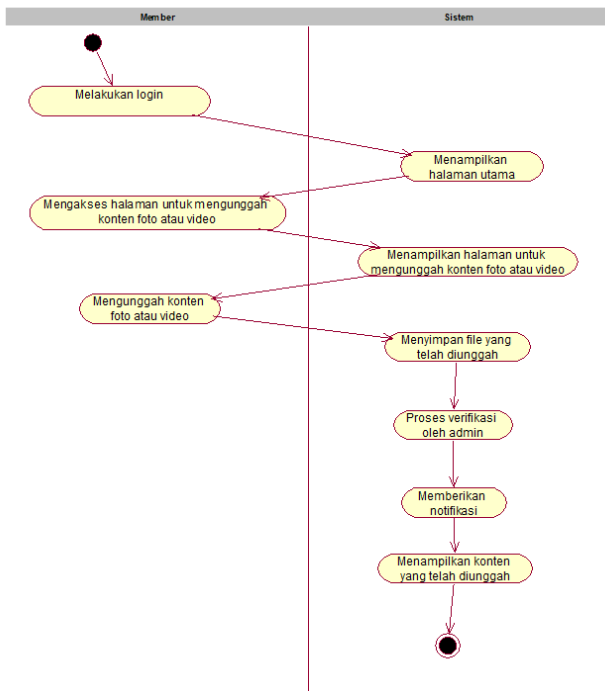 Member
Sistem
Melakukan login
Menampilkan
halaman utama
Mengakses halaman untuk mengunggah
konten foto atau video
Menampilkan halaman untuk
mengunggah konten foto atau video
Mengunggah konten
foto atau video
Menyimpan file yang
telah diunggah
Proses verifikasi
oleh admin
Memberikan
notifikasi
Menampilkan konten
yang telah diunggah